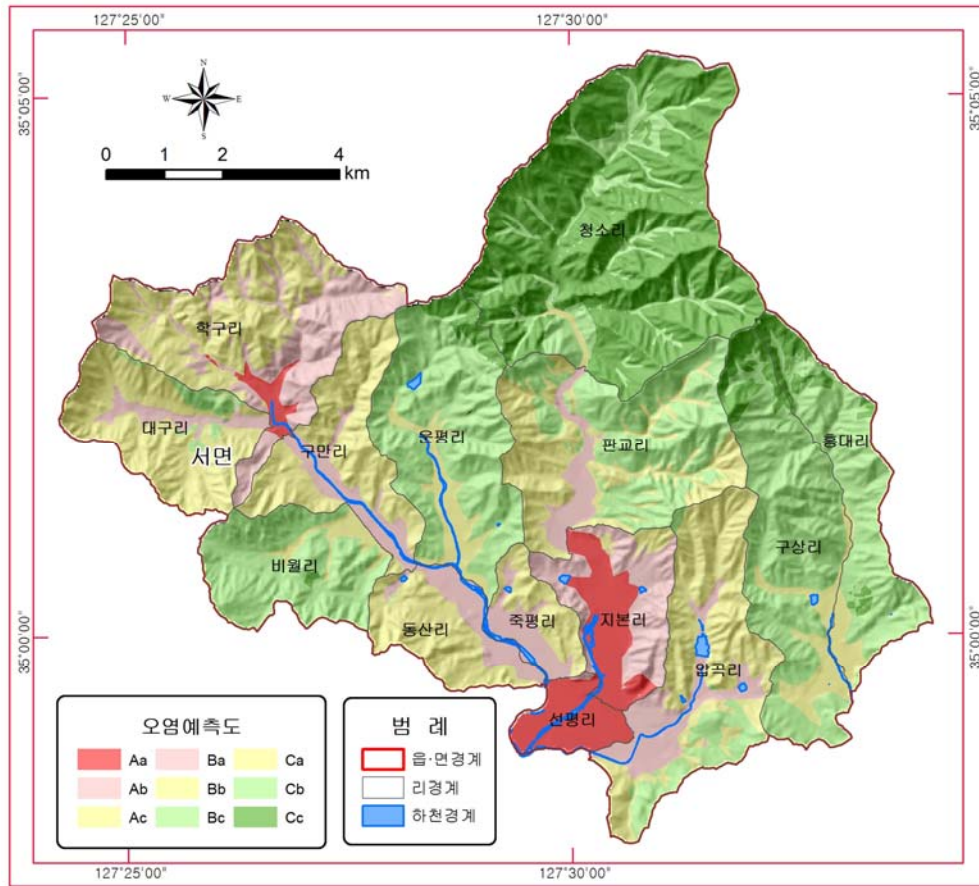 127°25'00" 127°30'00"
35°05'00" 35°05'00"
N
W E
S
0 1 2 4
km
청소리
학구리
대구리
서면
구만리
운평리
판교리
홍대리
구상리
비월리
동산리
죽평리
지본리
압곡리
선평리
35°00'00" 35°00'00"
오염예측도
Aa Ba Ca
Ab Bb Cb
Ac Bc Cc
범 례
읍·면경계
리경계
하천경계
127°25'00" 127°30'00"